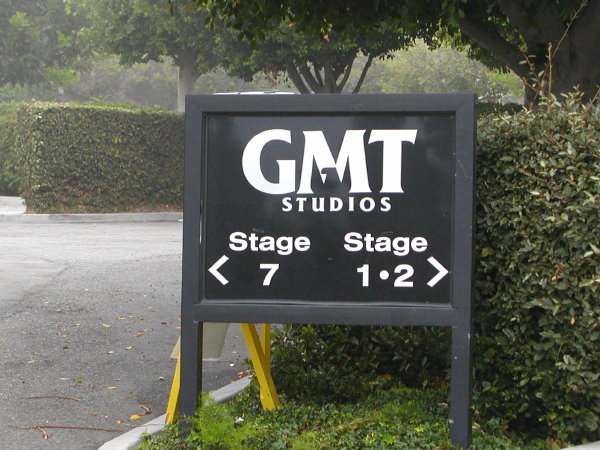 GMT
STUDIOS
Stage Stage
< 7 1•2 >